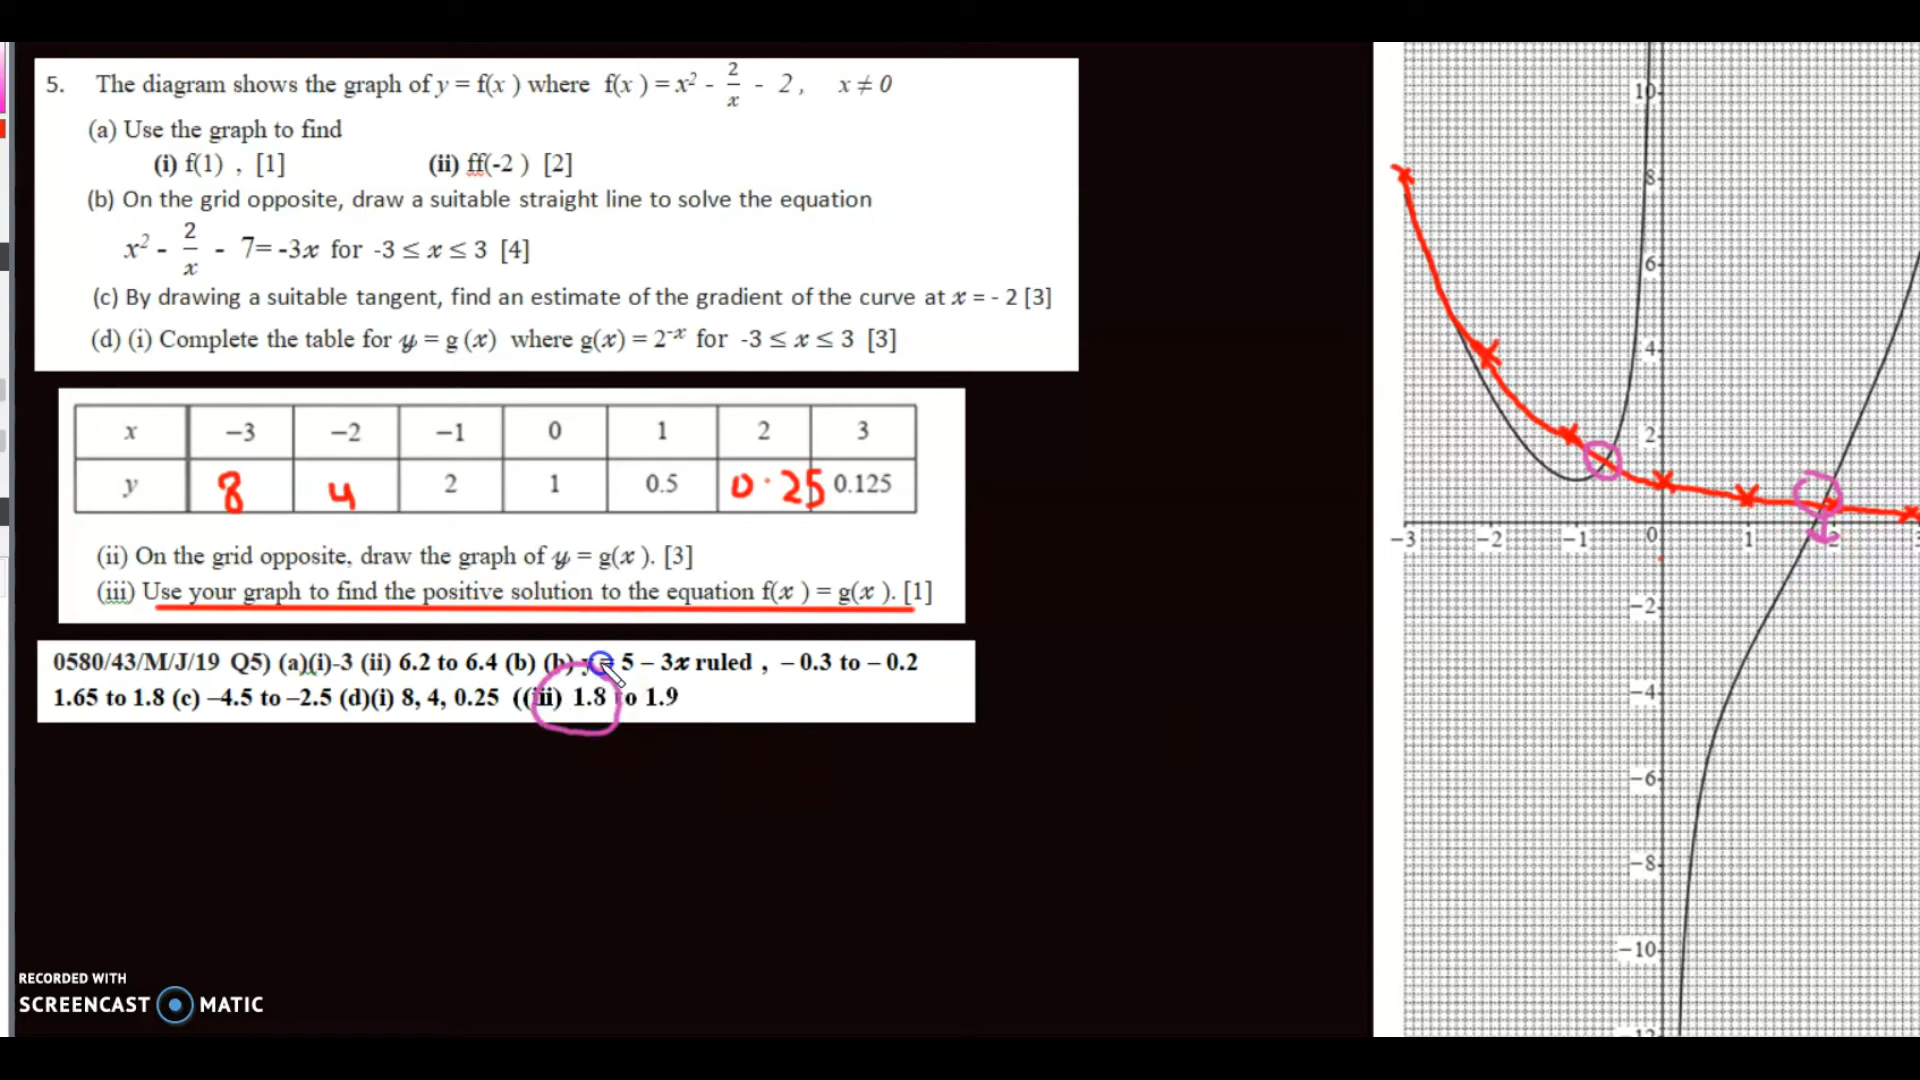 5. The diagram shows the graph of y = f(x ) where f(x ) = x² - 2/x - 2 , x ≠ 0
(a) Use the graph to find
(i) f(1) , [1] (ii) ff(-2 ) [2]
(b) On the grid opposite, draw a suitable straight line to solve the equation
x² - 2/x - 7= -3x for -3 ≤ x ≤ 3 [4]
(c) By drawing a suitable tangent, find an estimate of the gradient of the curve at x = - 2 [3]
(d) (i) Complete the table for y = g (x) where g(x) = 2⁻ˣ for -3 ≤ x ≤ 3 [3]
x −3 −2 −1 0 1 2 3
y 8 4 2 1 0.5 0.25 0.125
(ii) On the grid opposite, draw the graph of y = g(x ). [3]
(iii) Use your graph to find the positive solution to the equation f(x ) = g(x ). [1]
0580/43/M/J/19 Q5) (a)(i)-3 (ii) 6.2 to 6.4 (b) (b) y = 5 – 3x ruled , – 0.3 to – 0.2
1.65 to 1.8 (c) –4.5 to –2.5 (d)(i) 8, 4, 0.25 ((iii) 1.8 to 1.9
10
8
6
4
2
−3 −2 −1 0 1 2 3
−2
−4
−6
−8
−10
−12
RECORDED WITH
SCREENCAST MATIC